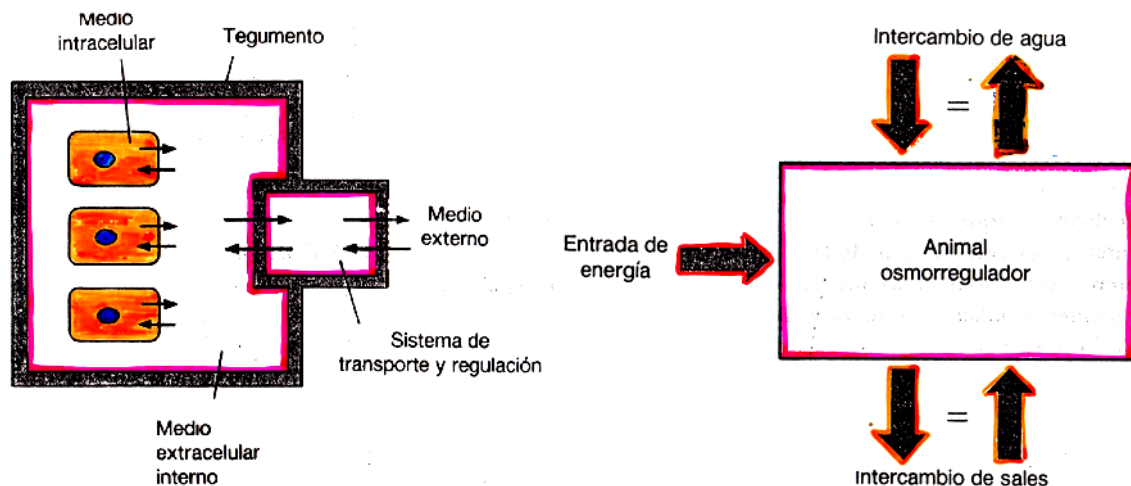 Medio
intracelular
Tegumento
Medio
externo
Sistema de
transporte y regulación
Medio
extracelular
interno
Intercambio de agua
=
Entrada de
energía
Animal
osmorregulador
=
Intercambio de sales